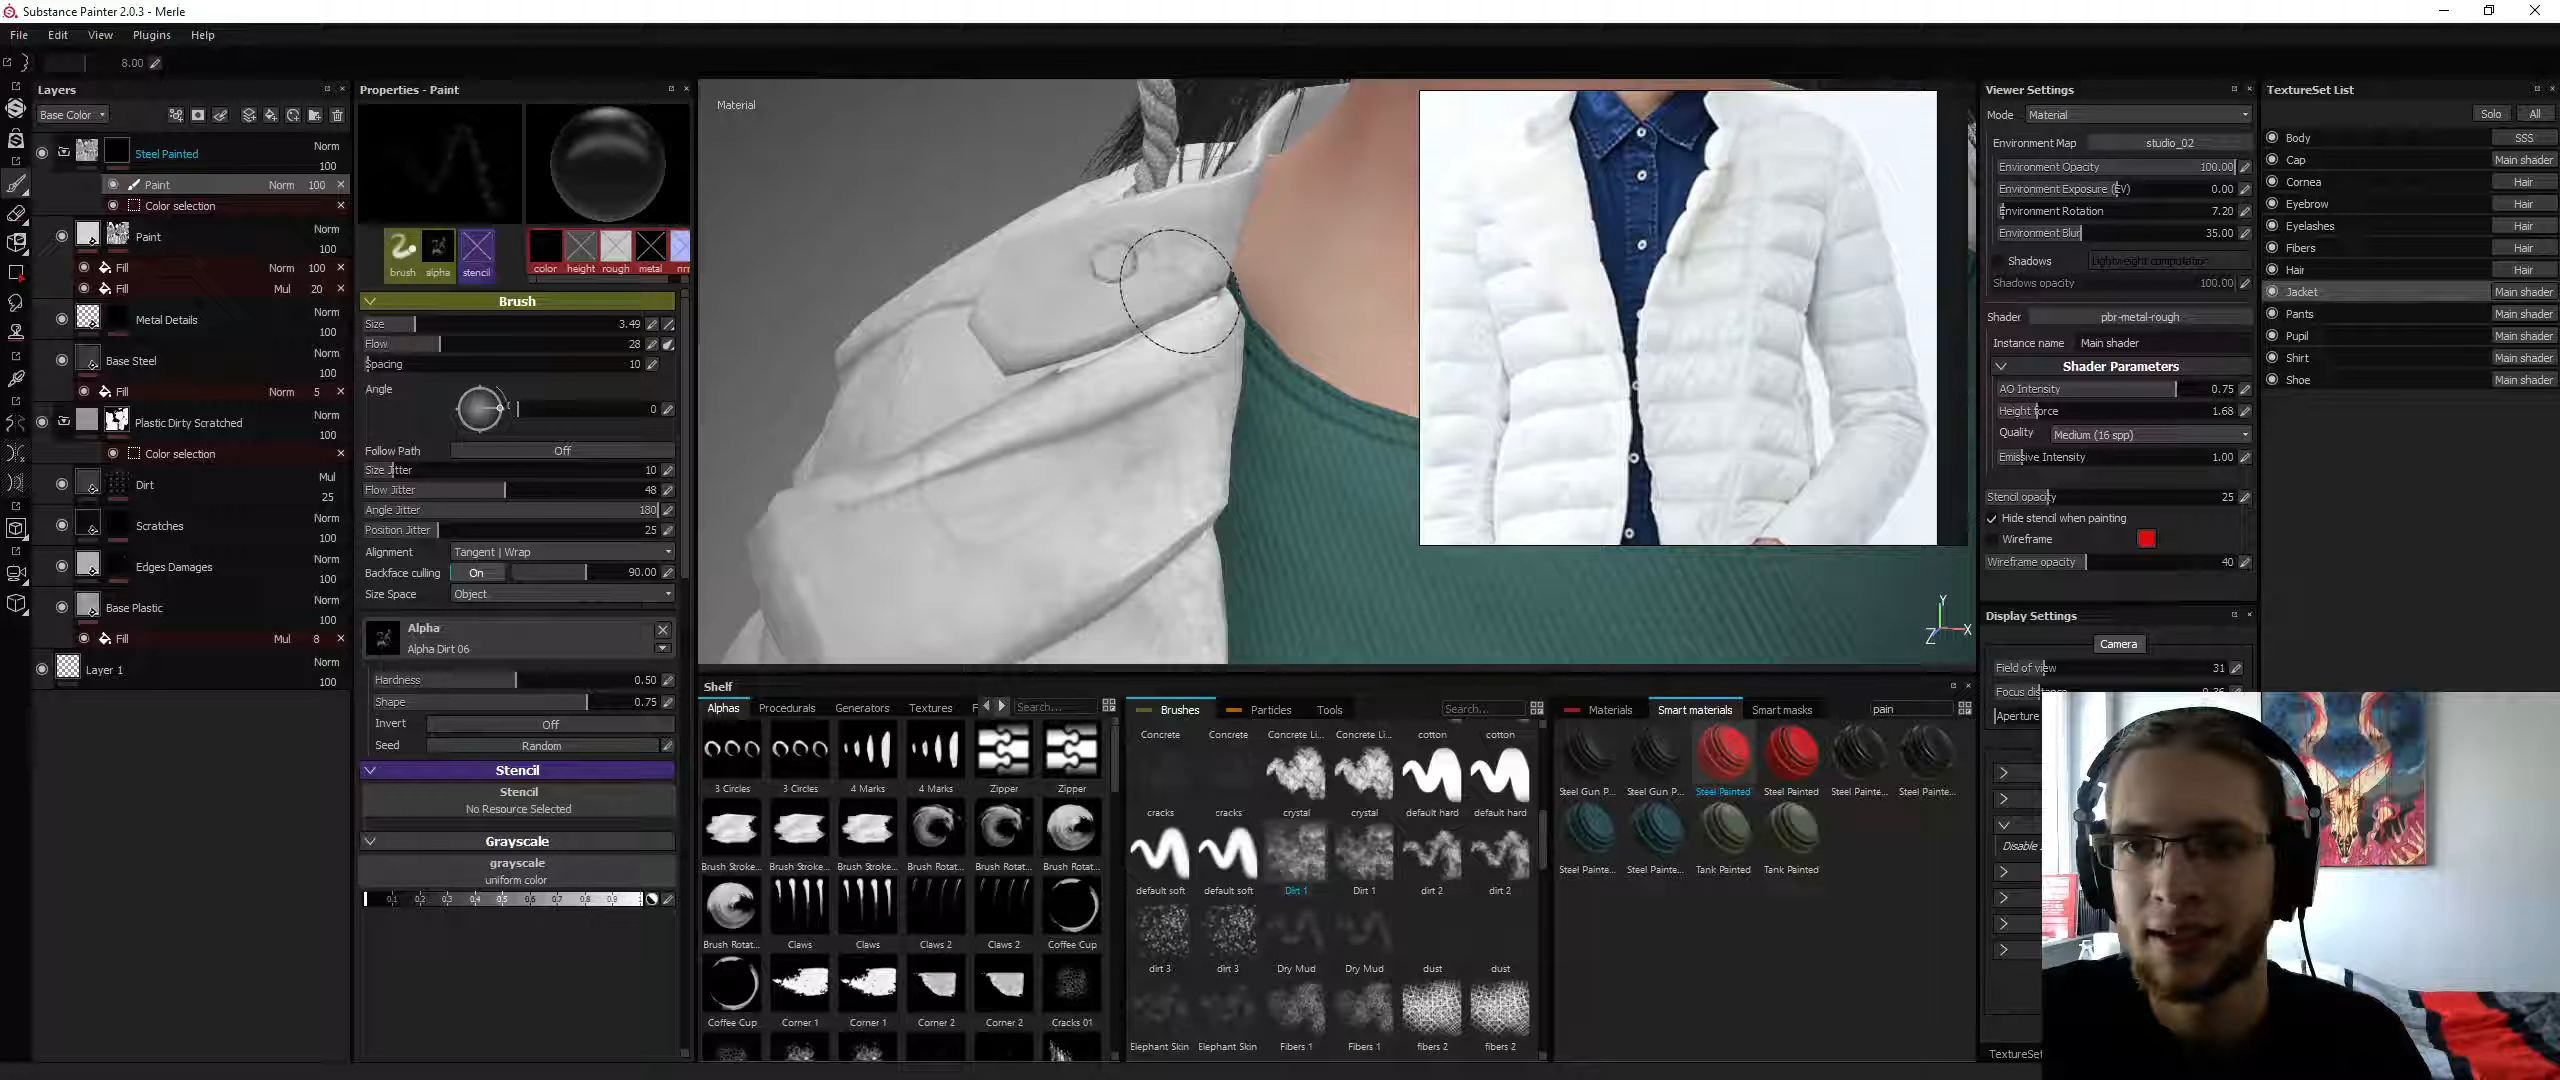 Substance Painter 2.0.3 - Merle
File Edit View Plugins Help
8.00
Layers
Base Color
Steel Painted Norm 100
Paint Norm 100
Color selection
Paint Norm 100
Fill Norm 100
Fill Mul 20
Metal Details Norm 100
Base Steel Norm 100
Fill Norm 5
Plastic Dirty Scratched Norm 100
Color selection
Dirt Mul 25
Scratches Norm 100
Edges Damages Norm 100
Base Plastic Norm 100
Fill Mul 8
Layer 1 Norm 100
Properties - Paint
brush alpha stencil color height rough metal nrm
Brush
Size 3.49
Flow 28
Spacing 10
Angle
0
Follow Path Off
Size Jitter 10
Flow Jitter 48
Angle Jitter 180
Position Jitter 25
Alignment Tangent | Wrap
Backface culling On 90.00
Size Space Object
Alpha
Alpha Dirt 06
Hardness 0.50
Shape 0.75
Invert Off
Seed Random
Stencil
Stencil
No Resource Selected
Grayscale
grayscale
uniform color
0.1 0.2 0.3 0.4 0.5 0.6 0.7 0.8 0.9 1
Material
Y
Z X
Shelf
Alphas Procedurals Generators Textures F Search...
3 Circles 3 Circles 4 Marks 4 Marks Zipper Zipper
Brush Stroke... Brush Stroke... Brush Stroke... Brush Rotat... Brush Rotat... Brush Rotat...
Brush Rotat... Claws Claws Claws 2 Claws 2 Coffee Cup
Coffee Cup Corner 1 Corner 1 Corner 2 Corner 2 Cracks 01
Brushes Particles Tools Search...
Concrete Concrete Concrete Li... Concrete Li... cotton cotton
cracks cracks crystal crystal default hard default hard
default soft default soft Dirt 1 Dirt 1 dirt 2 dirt 2
dirt 3 dirt 3 Dry Mud Dry Mud dust dust
Elephant Skin Elephant Skin Fibers 1 Fibers 1 fibers 2 fibers 2
Materials Smart materials Smart masks pain
Steel Gun P... Steel Gun P... Steel Painted Steel Painted Steel Painte... Steel Painte...
Steel Painte... Steel Painte... Tank Painted Tank Painted
Viewer Settings
Mode Material
Environment Map studio_02
Environment Opacity 100.00
Environment Exposure (EV) 0.00
Environment Rotation 7.20
Environment Blur 35.00
Shadows Lightweight computation
Shadows opacity 100.00
Shader pbr-metal-rough
Instance name Main shader
Shader Parameters
AO Intensity 0.75
Height force 1.68
Quality Medium (16 spp)
Emissive Intensity 1.00
Stencil opacity 25
Hide stencil when painting
Wireframe
Wireframe opacity 40
Display Settings
Camera
Field of view 31
Aperture
Disable
TextureSet
TextureSet List
Solo All
Body SSS
Cap Main shader
Cornea Hair
Eyebrow Hair
Eyelashes Hair
Fibers Hair
Hair Hair
Jacket Main shader
Pants Main shader
Pupil Main shader
Shirt Main shader
Shoe Main shader